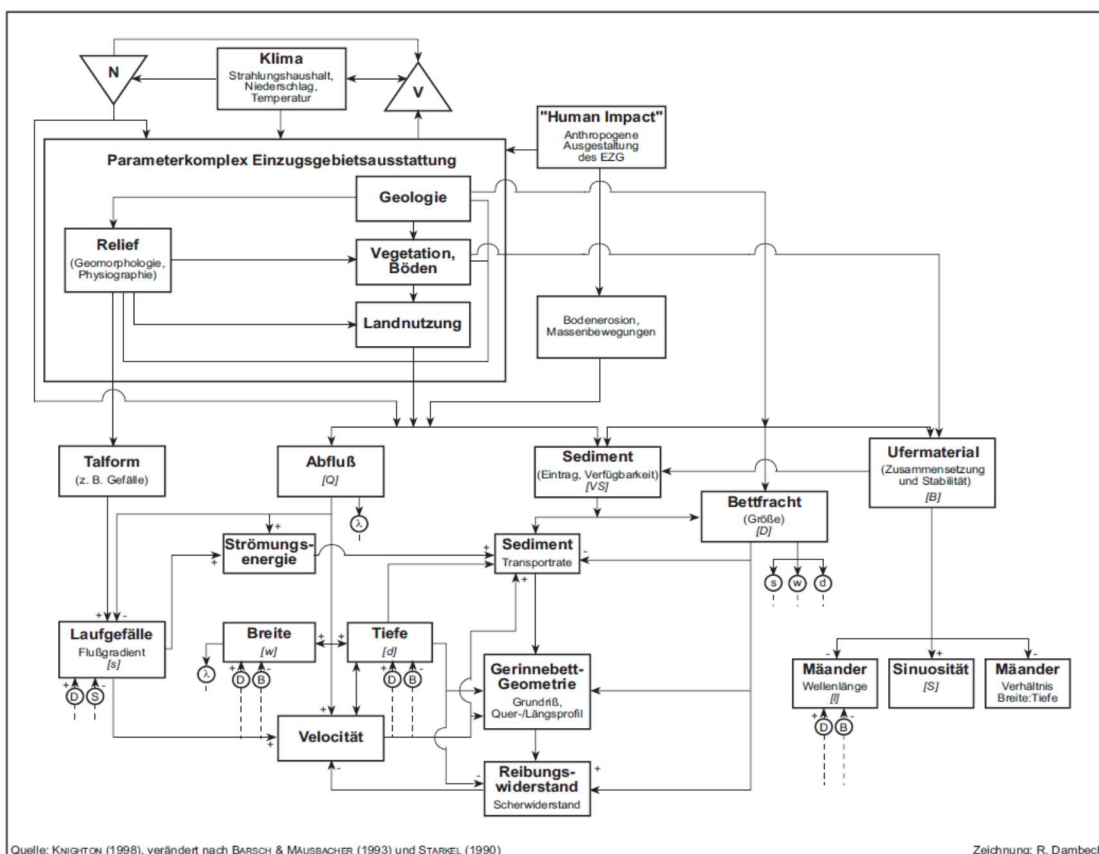 N
Klima
Strahlungshaushalt,
Niederschlag,
Temperatur
V
"Human Impact"
Anthropogene
Ausgestaltung
des EZG
Parameterkomplex Einzugsgebietsausstattung
Geologie
Relief
(Geomorphologie,
Physiographie)
Vegetation,
Böden
Landnutzung
Bodenerosion,
Massenbewegungen
Talform
(z. B. Gefälle)
Abfluß
[Q]
Sediment
(Eintrag, Verfügbarkeit)
[VS]
Ufermaterial
(Zusammensetzung
und Stabilität)
[B]
Bettfracht
(Größe)
[D]
λ
+
Strömungs-
energie
+
+
Sediment
Transportrate
-
+
s
w
d
+
-
Laufgefälle
Flußgradient
[s]
+
D
S
-
Breite
[w]
+
+
Tiefe
[d]
λ
+
D
B
-
+
D
B
-
Gerinnebett-
Geometrie
Grundriß,
Quer-/Längsprofil
-
Mäander
Wellenlänge
[l]
+
D
B
-
+
Sinuosität
[S]
-
Mäander
Verhältnis
Breite:Tiefe
+
+
Velocität
-
-
Reibungs-
widerstand
Scherwiderstand
+
Quelle: KNIGHTON (1998), verändert nach BARSCH & MÄUSBACHER (1993) und STARKEL (1990)
Zeichnung: R. Dambeck